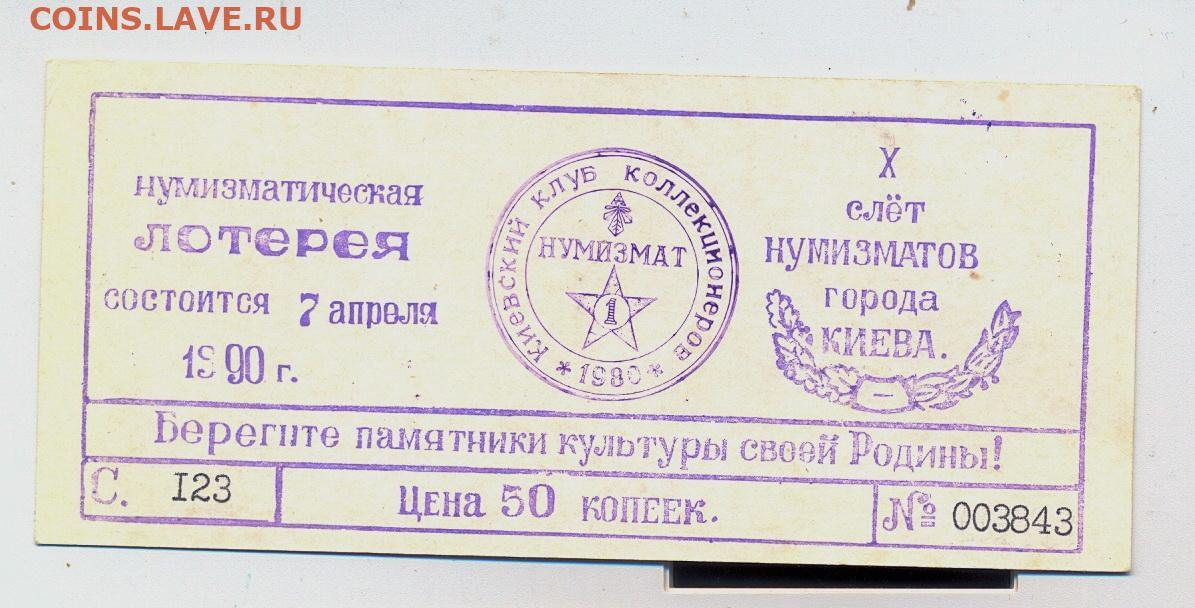 COINS.LAVE.RU
нумизматическая
ЛОТЕРЕЯ
состоится 7 апреля
1990 г.
* КИЕВСКИЙ КЛУБ КОЛЛЕКЦИОНЕРОВ *
НУМИЗМАТ
1
1980
X
слёт
НУМИЗМАТОВ
города
КИЕВА.
Берегите памятники культуры своей Родины!
С. I23
Цена 50 копеек.
№ 003843